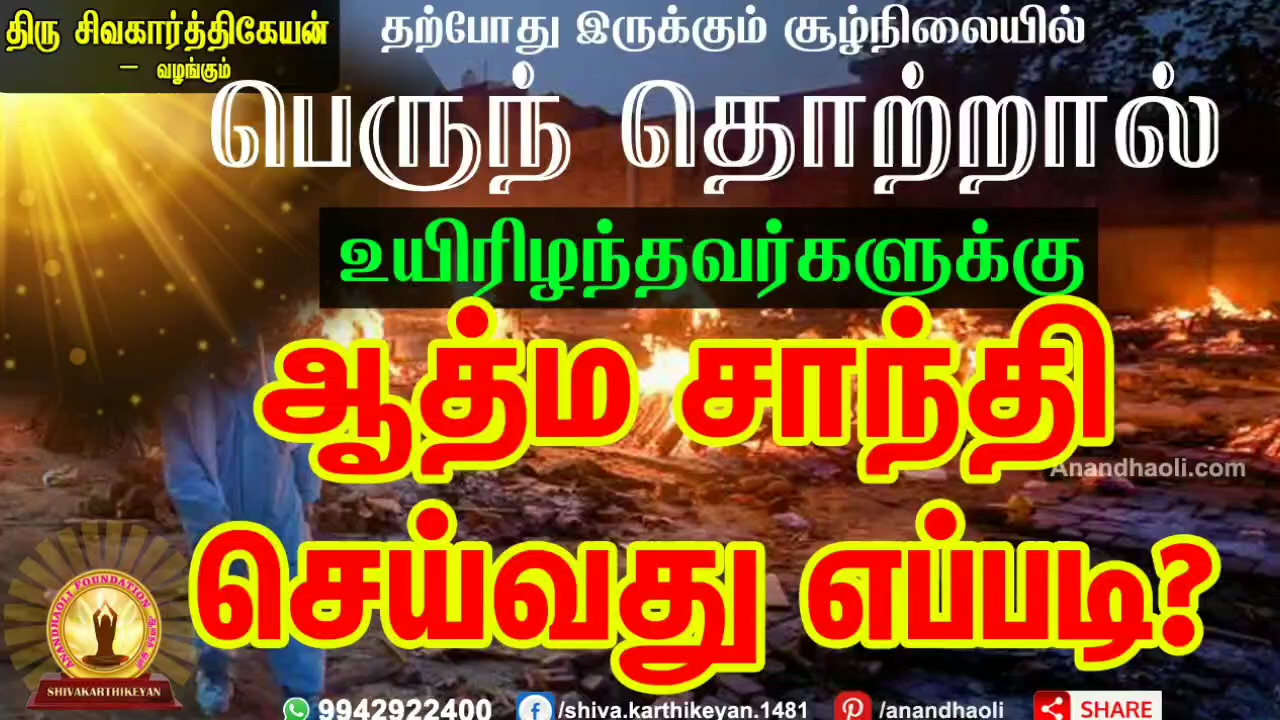 திரு சிவகார்த்திகேயன்
- வழங்கும்
தற்போது இருக்கும் சூழ்நிலையில்
பெருந் தொற்றால்
உயிரிழந்தவர்களுக்கு
ஆத்ம சாந்தி
Anandhaoli.com
செய்வது எப்படி?
ANANDHAOLI FOUNDATION
SHIVAKARTHIKEYAN
9942922400
/shiva.karthikeyan.1481
/anandhaoli
SHARE